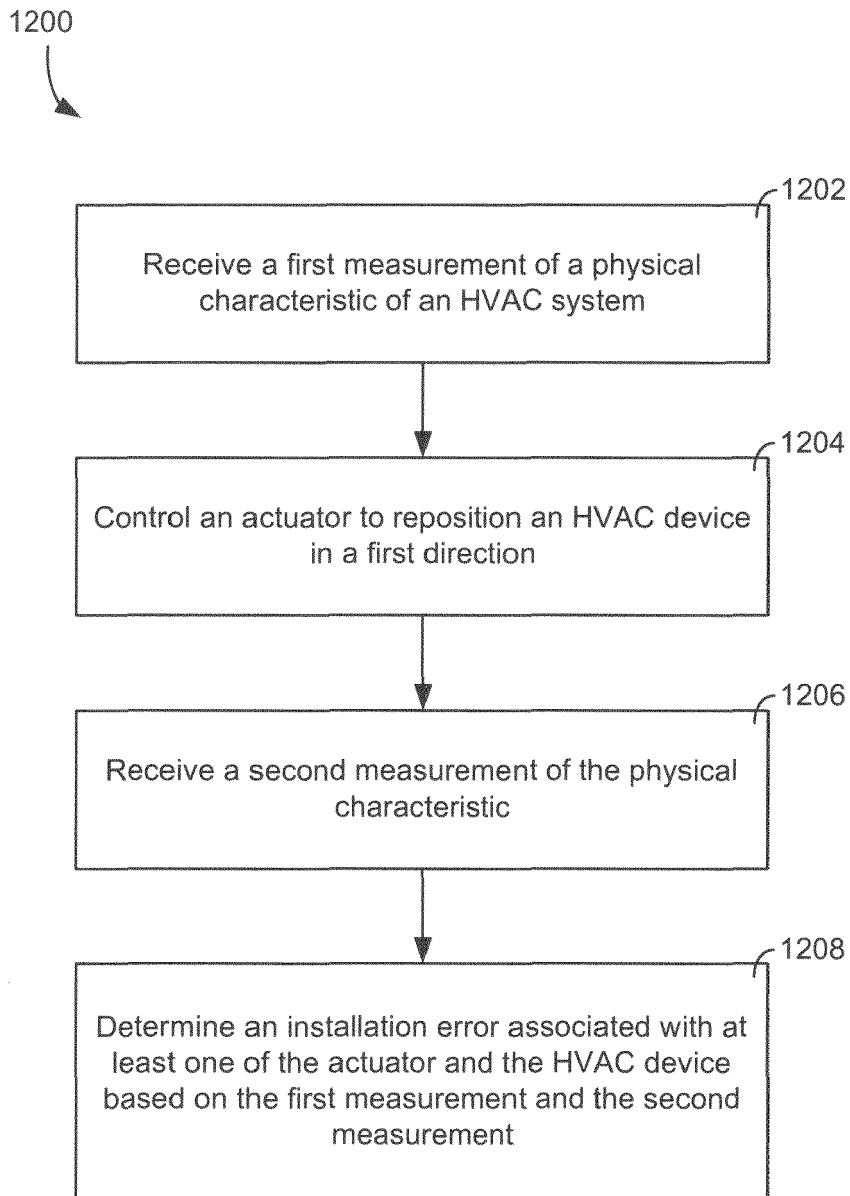 1200
1202
Receive a first measurement of a physical
characteristic of an HVAC system
1204
Control an actuator to reposition an HVAC device
in a first direction
1206
Receive a second measurement of the physical
characteristic
1208
Determine an installation error associated with at
least one of the actuator and the HVAC device
based on the first measurement and the second
measurement